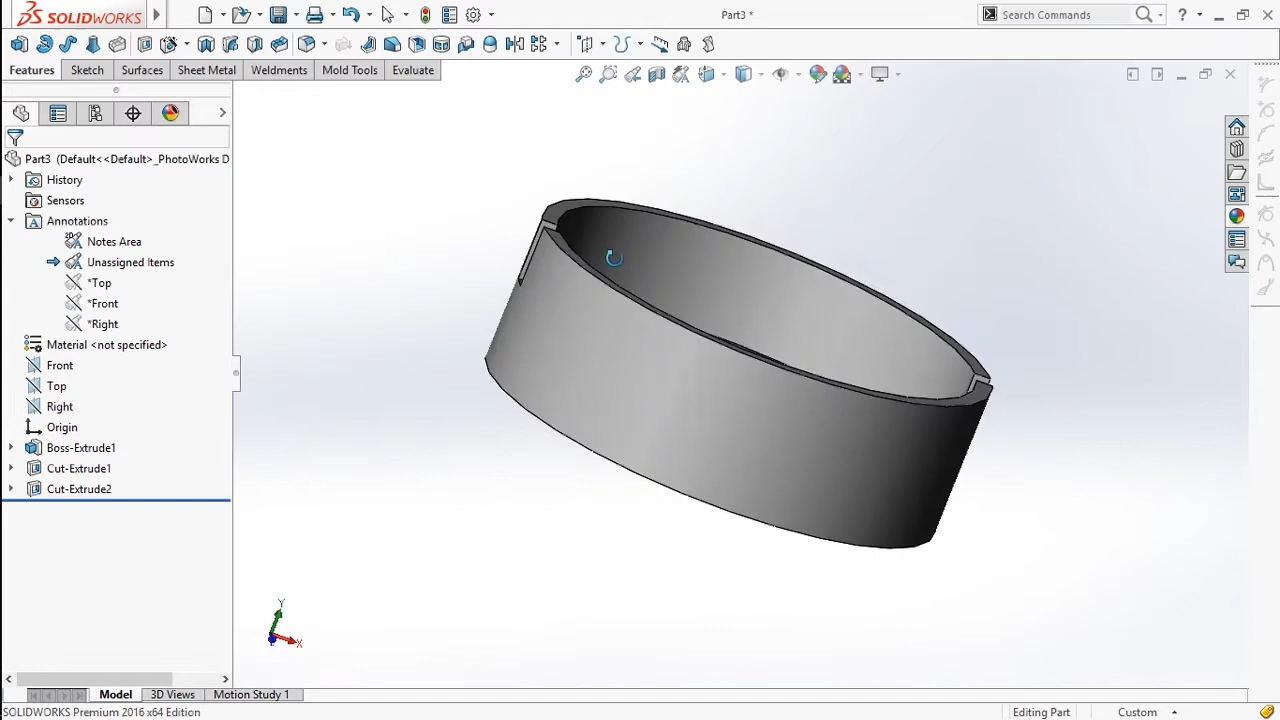 SOLIDWORKS
Part3 *
Search Commands
?
Features Sketch Surfaces Sheet Metal Weldments Mold Tools Evaluate
Part3 (Default<<Default>_PhotoWorks D
History
Sensors
Annotations
Notes Area
Unassigned Items
*Top
*Front
*Right
Material <not specified>
Front
Top
Right
Origin
Boss-Extrude1
Cut-Extrude1
Cut-Extrude2
Y
X
Model 3D Views Motion Study 1
SOLIDWORKS Premium 2016 x64 Edition
Editing Part
Custom